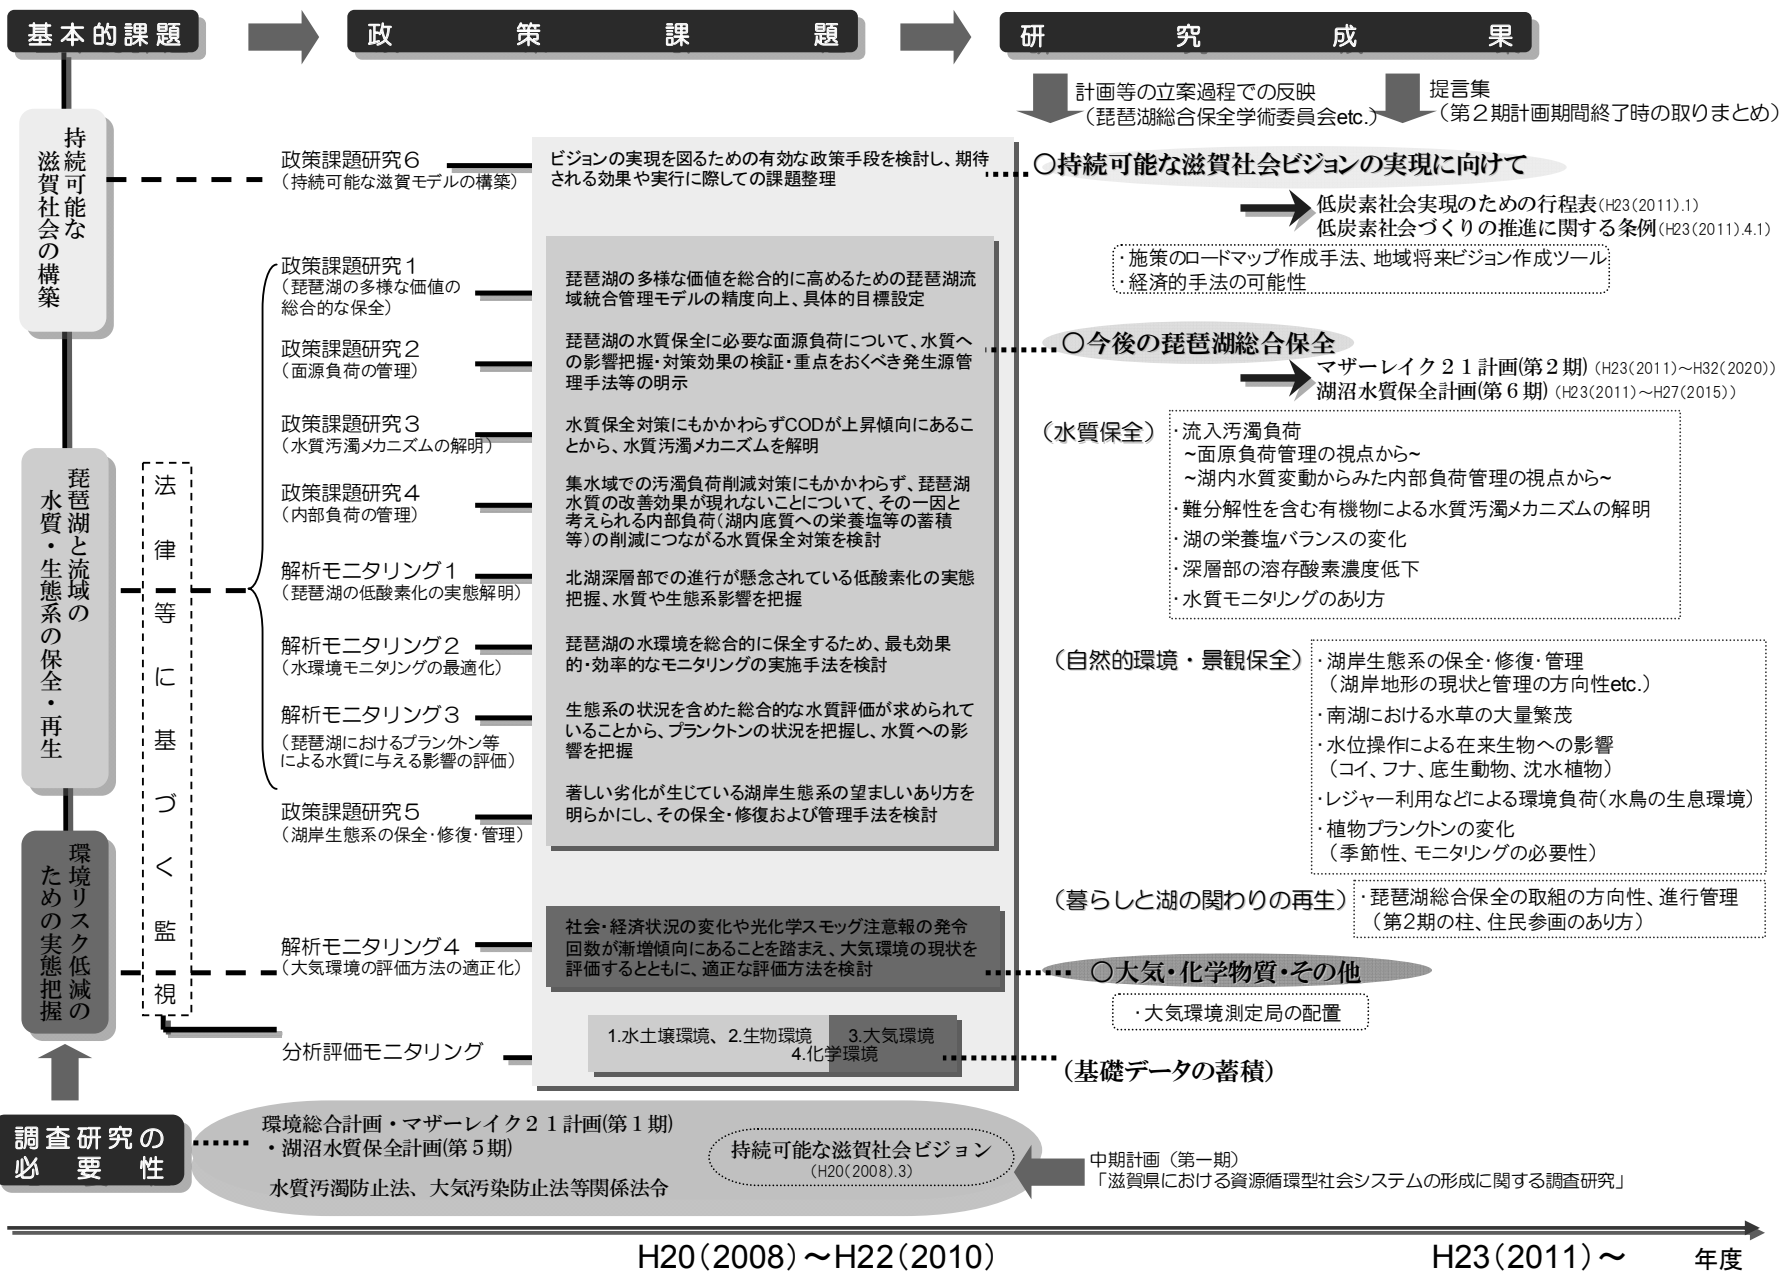 基本的課題
政策課題
研究成果
計画等の立案過程での反映
（琵琶湖総合保全学術委員会etc.）
提言集
（第２期計画期間終了時の取りまとめ）
持続可能な
滋賀社会の構築
政策課題研究６
（持続可能な滋賀モデルの構築）
ビジョンの実現を図るための有効な政策手段を検討し、期待
される効果や実行に際しての課題整理
○持続可能な滋賀社会ビジョンの実現に向けて
低炭素社会実現のための行程表(H23(2011).1)
低炭素社会づくりの推進に関する条例(H23(2011).4.1)
・施策のロードマップ作成手法、地域将来ビジョン作成ツール
・経済的手法の可能性
琵琶湖と流域の
水質・生態系の保全・再生
法律等に基づく監視
政策課題研究１
（琵琶湖の多様な価値の
総合的な保全）
琵琶湖の多様な価値を総合的に高めるための琵琶湖流
域統合管理モデルの精度向上、具体的目標設定
政策課題研究２
（面源負荷の管理）
琵琶湖の水質保全に必要な面源負荷について、水質へ
の影響把握・対策効果の検証・重点をおくべき発生源管
理手法等の明示
政策課題研究３
（水質汚濁メカニズムの解明）
水質保全対策にもかかわらずCODが上昇傾向にあるこ
とから、水質汚濁メカニズムを解明
政策課題研究４
（内部負荷の管理）
集水域での汚濁負荷削減対策にもかかわらず、琵琶湖
水質の改善効果が現れないことについて、その一因と
考えられる内部負荷（湖内底質への栄養塩等の蓄積
等）の削減につながる水質保全対策を検討
解析モニタリング１
（琵琶湖の低酸素化の実態解明）
北湖深層部での進行が懸念されている低酸素化の実態
把握、水質や生態系影響を把握
解析モニタリング２
（水環境モニタリングの最適化）
琵琶湖の水環境を総合的に保全するため、最も効果
的・効率的なモニタリングの実施手法を検討
解析モニタリング３
（琵琶湖におけるプランクトン等
による水質に与える影響の評価）
生態系の状況を含めた総合的な水質評価が求められて
いることから、プランクトンの状況を把握し、水質への影
響を把握
政策課題研究５
（湖岸生態系の保全・修復・管理）
著しい劣化が生じている湖岸生態系の望ましいあり方を
明らかにし、その保全・修復および管理手法を検討
○今後の琵琶湖総合保全
マザーレイク２１計画(第２期) (H23(2011)～H32(2020))
湖沼水質保全計画(第６期) (H23(2011)～H27(2015))
（水質保全）
・流入汚濁負荷
～面原負荷管理の視点から～
～湖内水質変動からみた内部負荷管理の視点から～
・難分解性を含む有機物による水質汚濁メカニズムの解明
・湖の栄養塩バランスの変化
・深層部の溶存酸素濃度低下
・水質モニタリングのあり方
（自然的環境・景観保全）
・湖岸生態系の保全・修復・管理
（湖岸地形の現状と管理の方向性etc.）
・南湖における水草の大量繁茂
・水位操作による在来生物への影響
（コイ、フナ、底生動物、沈水植物）
・レジャー利用などによる環境負荷（水鳥の生息環境）
・植物プランクトンの変化
（季節性、モニタリングの必要性）
（暮らしと湖の関わりの再生）
・琵琶湖総合保全の取組の方向性、進行管理
（第2期の柱、住民参画のあり方）
環境リスク低減の
ための実態把握
解析モニタリング４
（大気環境の評価方法の適正化）
社会・経済状況の変化や光化学スモッグ注意報の発令
回数が漸増傾向にあることを踏まえ、大気環境の現状を
評価するとともに、適正な評価方法を検討
○大気・化学物質・その他
・大気環境測定局の配置
分析評価モニタリング
1.水土壌環境、2.生物環境 3.大気環境
4.化学環境
（基礎データの蓄積）
調査研究の
必要性
環境総合計画・マザーレイク２１計画(第１期)
・湖沼水質保全計画(第５期)
水質汚濁防止法、大気汚染防止法等関係法令
持続可能な滋賀社会ビジョン
(H20(2008).3)
中期計画（第一期）
「滋賀県における資源循環型社会システムの形成に関する調査研究」
H20(2008)～H22(2010)
H23(2011)～
年度